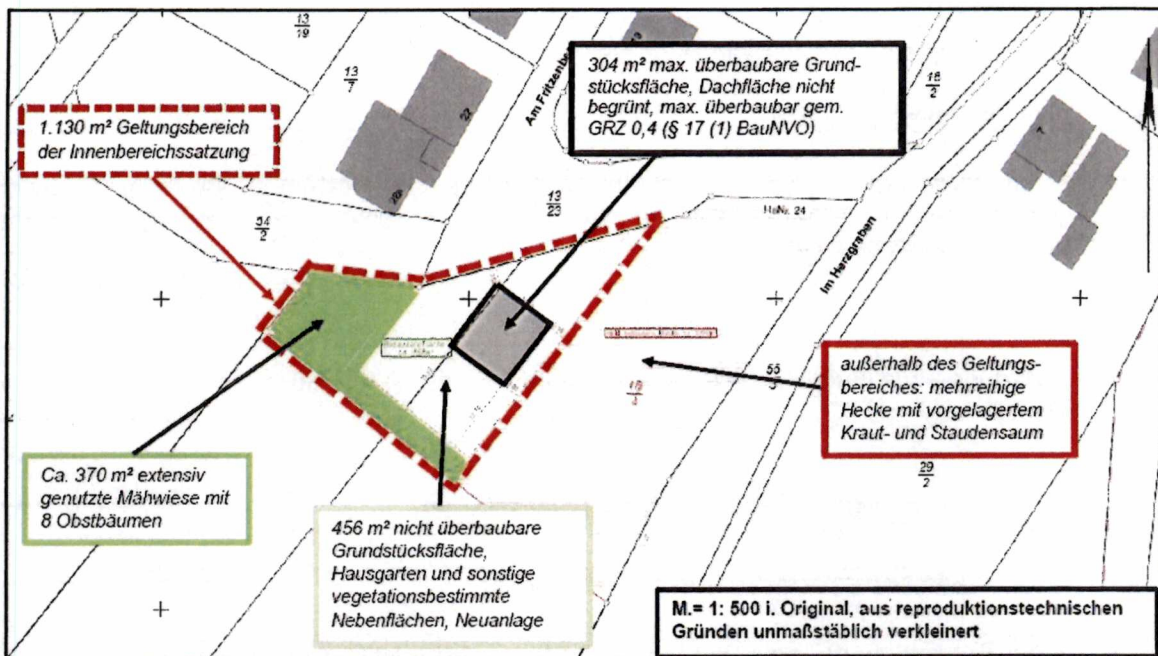 13
19
13
7
Am Fritzenb
304 m² max. überbaubare Grund-
stücksfläche, Dachfläche nicht
begrünt, max. überbaubar gem.
GRZ 0,4 (§ 17 (1) BauNVO)
18
2
1.130 m² Geltungsbereich
der Innenbereichssatzung
22
54
2
13
23
HsNr. 24
Im Herzgraben
55
außerhalb des Geltungs-
bereiches: mehrreihige
Hecke mit vorgelagertem
Kraut- und Staudensaum
29
2
Ca. 370 m² extensiv
genutzte Mähwiese mit
8 Obstbäumen
456 m² nicht überbaubare
Grundstücksfläche,
Hausgarten und sonstige
vegetationsbestimmte
Nebenflächen, Neuanlage
M.= 1: 500 i. Original, aus reproduktionstechnischen
Gründen unmaßstäblich verkleinert